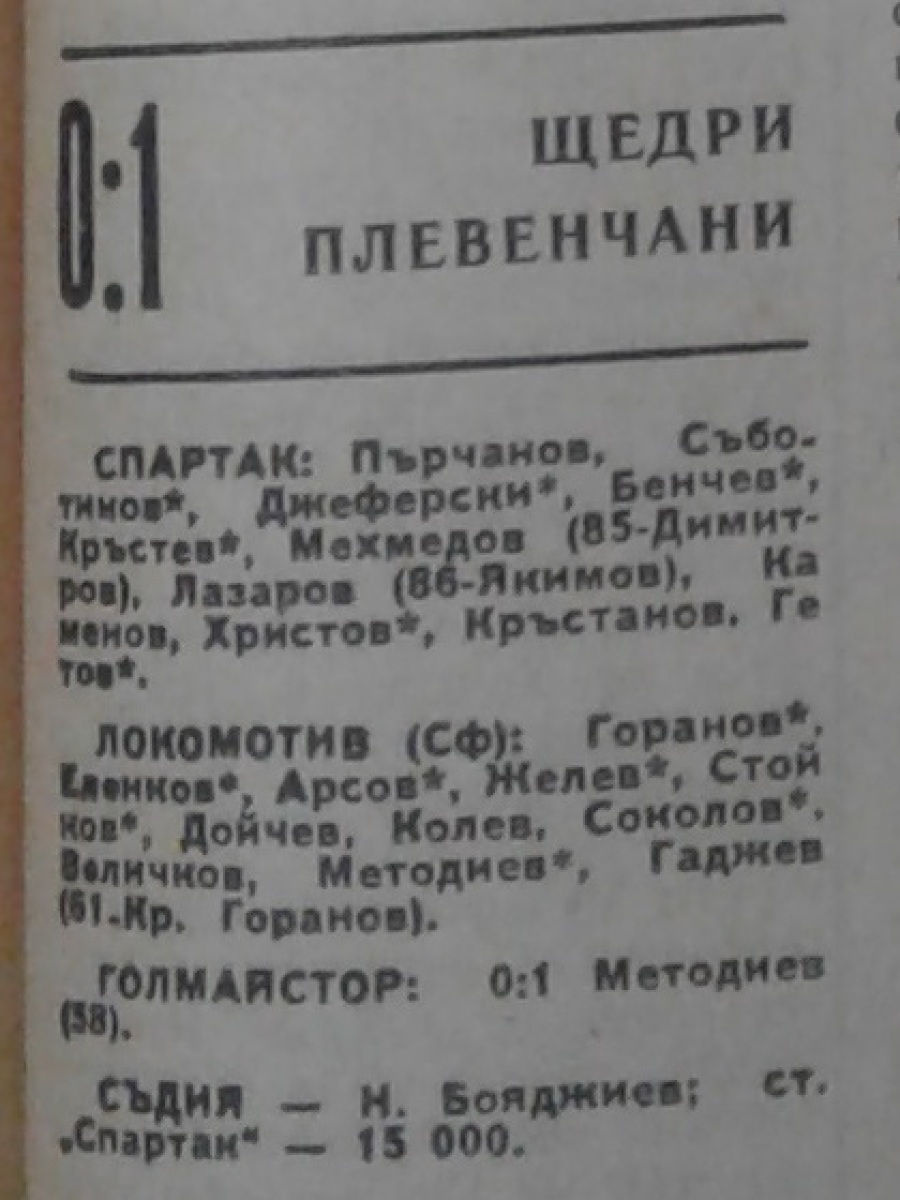 0:1
ЩЕДРИ
ПЛЕВЕНЧАНИ
СПАРТАК: Пърчанов, Събо-
тинов*, Джеферски*, Бенчев*,
Кръстев*, Мехмедов (85-Димит-
ров), Лазаров (86-Якимов), Ка
менов, Христов*, Кръстанов. Ге
тов*.
ЛОКОМОТИВ (Сф): Горанов*,
Еленков*, Арсов*, Желев*, Стой
ков*, Дойчев, Колев, Соколов*,
Величков, Методиев*, Гаджев
(61-Кр. Горанов).
ГОЛМАЙСТОР: 0:1 Методиев
(58).
СЪДИЯ — Н. Бояджиев; ст.
„Спартак“ — 15 000.